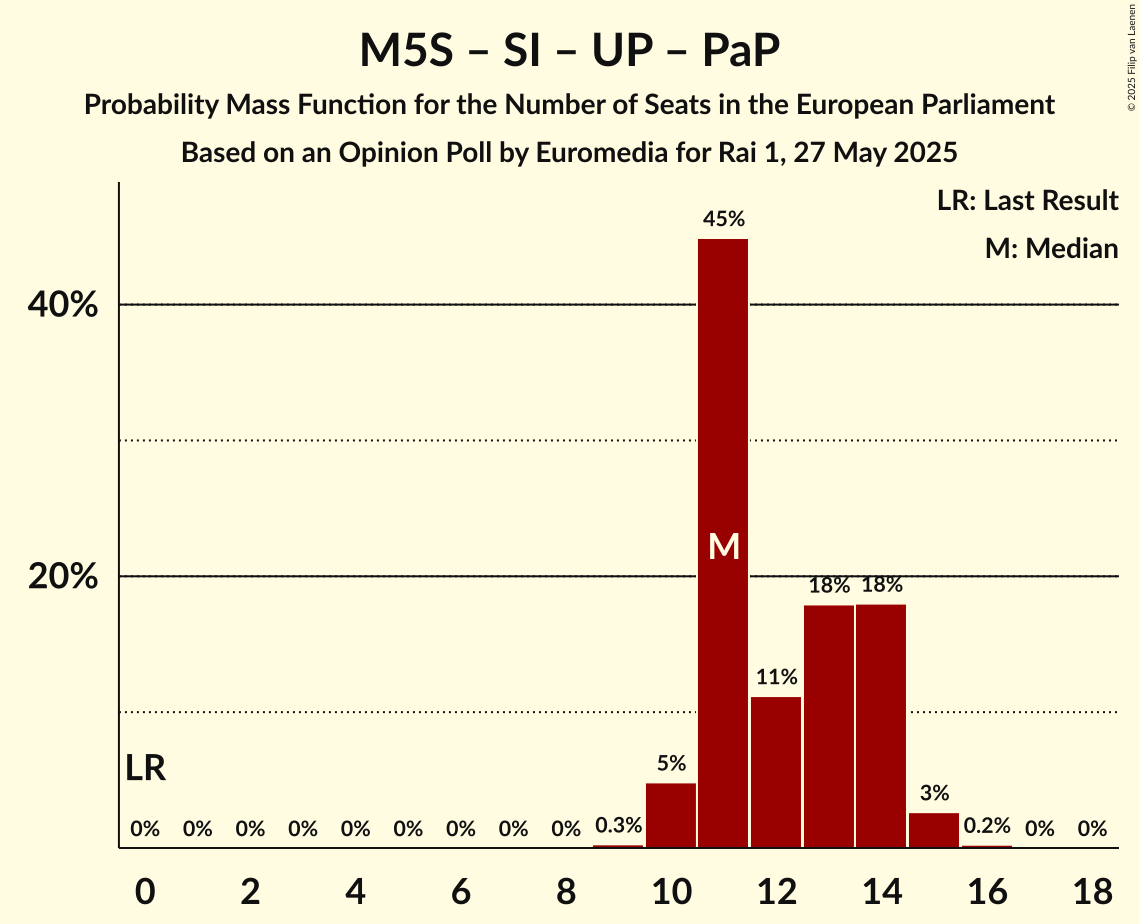 M5S – SI – UP – PaP
Probability Mass Function for the Number of Seats in the European Parliament
Based on an Opinion Poll by Euromedia for Rai 1, 27 May 2025
© 2025 Filip van Laenen
LR: Last Result
M: Median
45%
40%
M
20%
18% 18%
11%
LR
5%
3%
0% 0% 0% 0% 0% 0% 0% 0% 0% 0.3% 0.2% 0% 0%
0 2 4 6 8 10 12 14 16 18